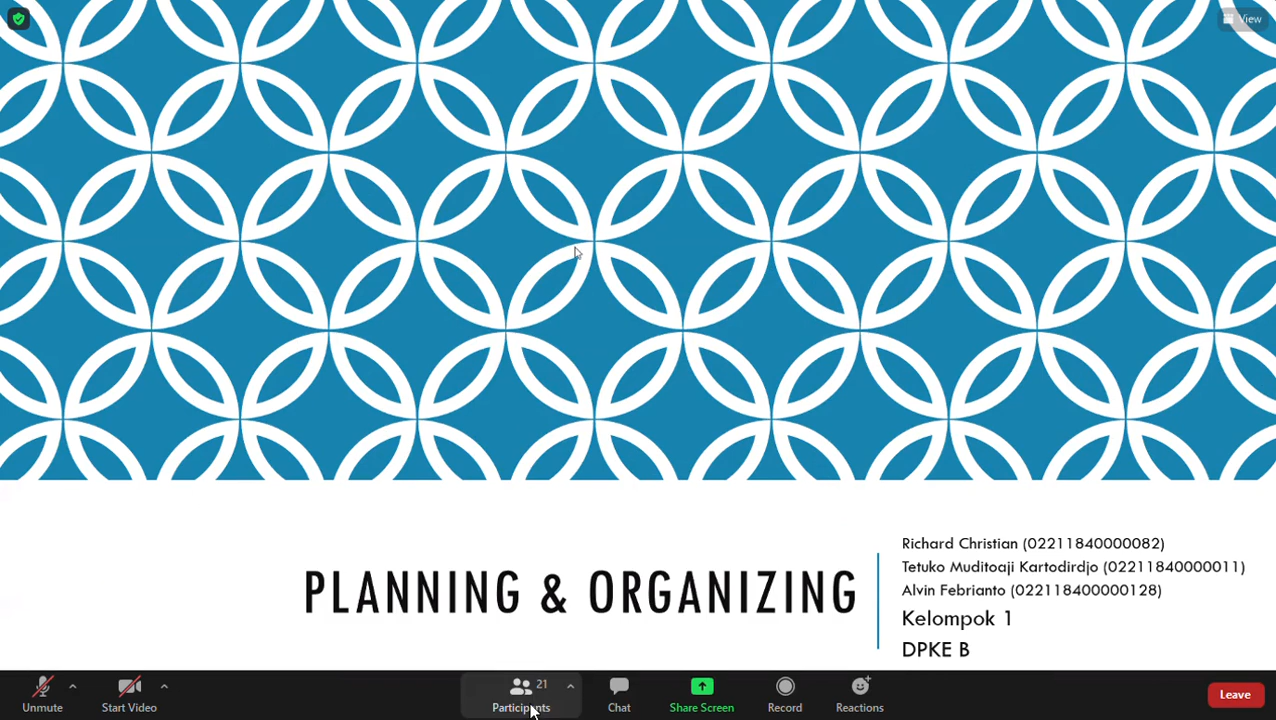 View
PLANNING & ORGANIZING
Richard Christian (02211840000082)
Tetuko Muditoaji Kartodirdjo (02211840000011)
Alvin Febrianto (022118400000128)
Kelompok 1
DPKE B
Unmute
Start Video
21
Participants
Chat
Share Screen
Record
Reactions
Leave